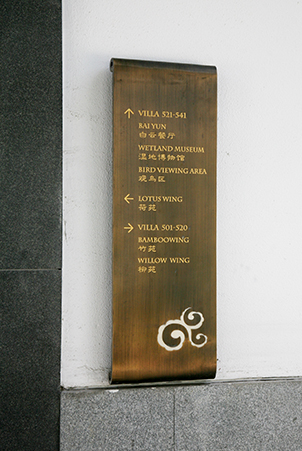 ↑ VILLA 521-541
BAI YUN
白云餐厅
WETLAND MUSEUM
湿地博物馆
BIRD VIEWING AREA
观鸟区
← LOTUS WING
荷苑
→ VILLA 501-520
BAMBOOWING
竹苑
WILLOW WING
柳苑